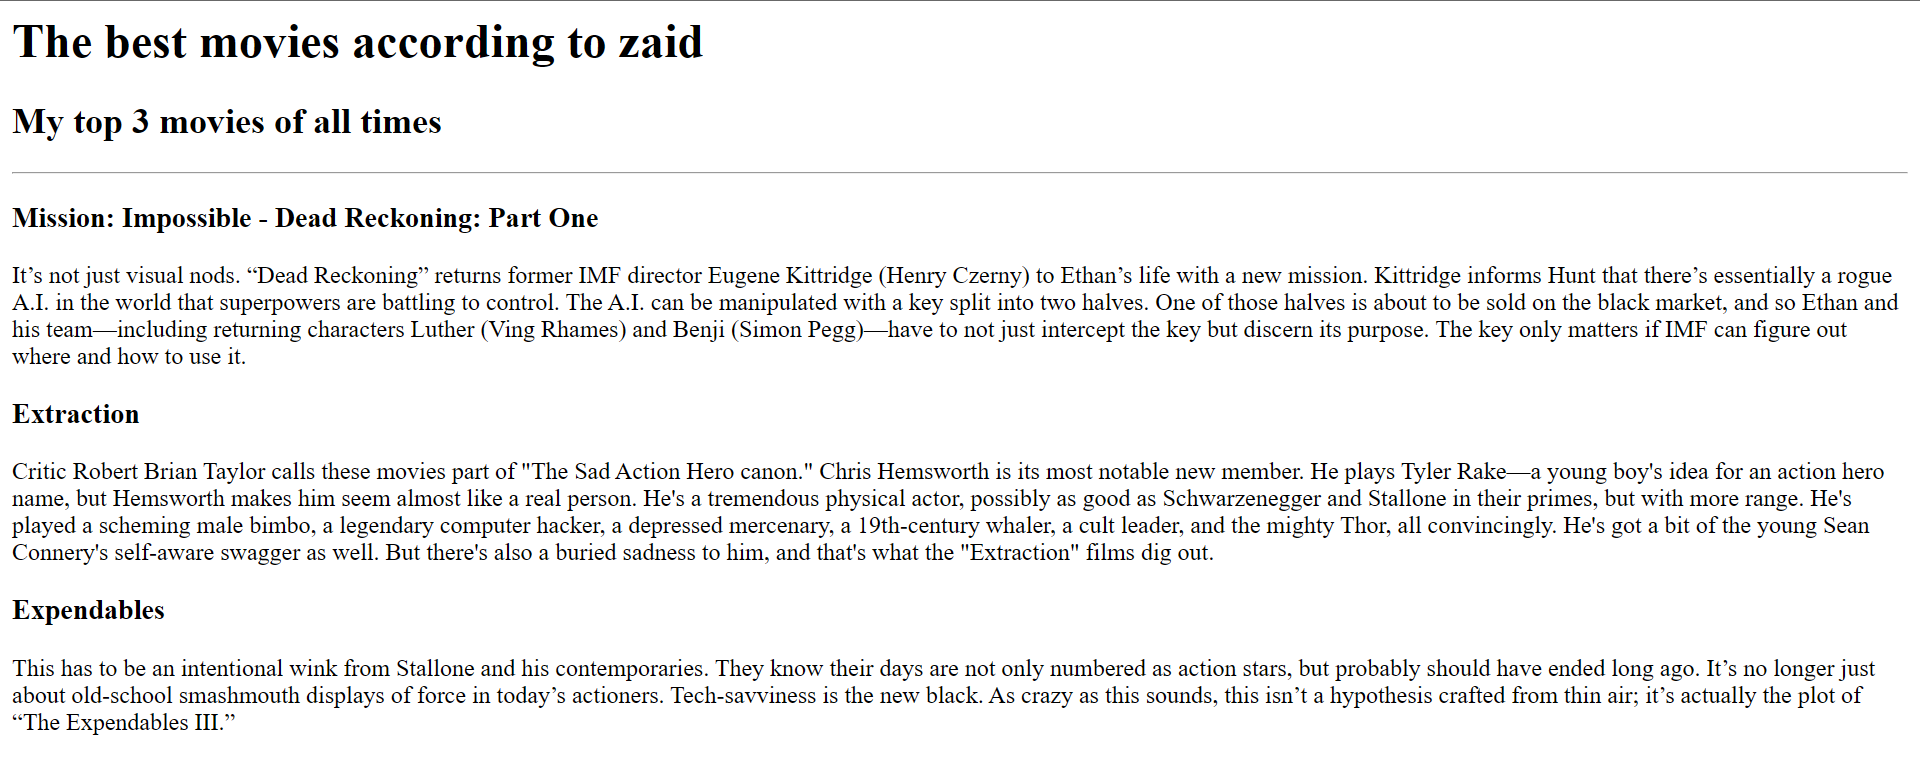 The best movies according to zaid
My top 3 movies of all times
Mission: Impossible - Dead Reckoning: Part One
It’s not just visual nods. “Dead Reckoning” returns former IMF director Eugene Kittridge (Henry Czerny) to Ethan’s life with a new mission. Kittridge informs Hunt that there’s essentially a rogue
A.I. in the world that superpowers are battling to control. The A.I. can be manipulated with a key split into two halves. One of those halves is about to be sold on the black market, and so Ethan and
his team—including returning characters Luther (Ving Rhames) and Benji (Simon Pegg)—have to not just intercept the key but discern its purpose. The key only matters if IMF can figure out
where and how to use it.
Extraction
Critic Robert Brian Taylor calls these movies part of "The Sad Action Hero canon." Chris Hemsworth is its most notable new member. He plays Tyler Rake—a young boy's idea for an action hero
name, but Hemsworth makes him seem almost like a real person. He's a tremendous physical actor, possibly as good as Schwarzenegger and Stallone in their primes, but with more range. He's
played a scheming male bimbo, a legendary computer hacker, a depressed mercenary, a 19th-century whaler, a cult leader, and the mighty Thor, all convincingly. He's got a bit of the young Sean
Connery's self-aware swagger as well. But there's also a buried sadness to him, and that's what the "Extraction" films dig out.
Expendables
This has to be an intentional wink from Stallone and his contemporaries. They know their days are not only numbered as action stars, but probably should have ended long ago. It’s no longer just
about old-school smashmouth displays of force in today’s actioners. Tech-savviness is the new black. As crazy as this sounds, this isn’t a hypothesis crafted from thin air; it’s actually the plot of
“The Expendables III.”